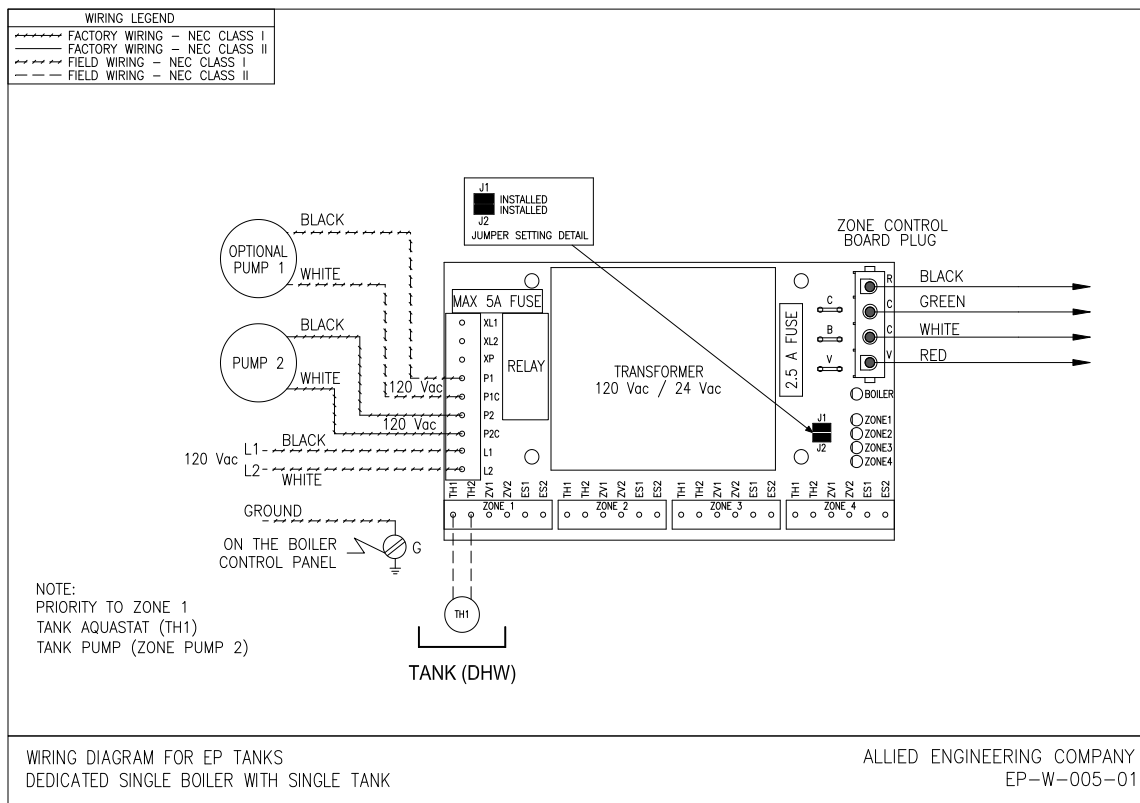 WIRING LEGEND
FACTORY WIRING - NEC CLASS I
FACTORY WIRING - NEC CLASS II
FIELD WIRING - NEC CLASS I
FIELD WIRING - NEC CLASS II
J1
INSTALLED
INSTALLED
J2
JUMPER SETTING DETAIL
ZONE CONTROL
BOARD PLUG
OPTIONAL
PUMP 1
BLACK
WHITE
PUMP 2
BLACK
WHITE
120 Vac
120 Vac
120 Vac
L1
BLACK
L2
WHITE
GROUND
ON THE BOILER
CONTROL PANEL
G
MAX 5A FUSE
XL1
XL2
XP
P1
P1C
P2
P2C
L1
L2
RELAY
TRANSFORMER
120 Vac / 24 Vac
2.5 A FUSE
C
B
V
R
C
C
V
BLACK
GREEN
WHITE
RED
BOILER
ZONE1
ZONE2
ZONE3
ZONE4
J1
J2
TH1 TH2 ZV1 ZV2 ES1 ES2
ZONE 1
TH1 TH2 ZV1 ZV2 ES1 ES2
ZONE 2
TH1 TH2 ZV1 ZV2 ES1 ES2
ZONE 3
TH1 TH2 ZV1 ZV2 ES1 ES2
ZONE 4
TH1
TANK (DHW)
NOTE:
PRIORITY TO ZONE 1
TANK AQUASTAT (TH1)
TANK PUMP (ZONE PUMP 2)
WIRING DIAGRAM FOR EP TANKS
DEDICATED SINGLE BOILER WITH SINGLE TANK
ALLIED ENGINEERING COMPANY
EP-W-005-01